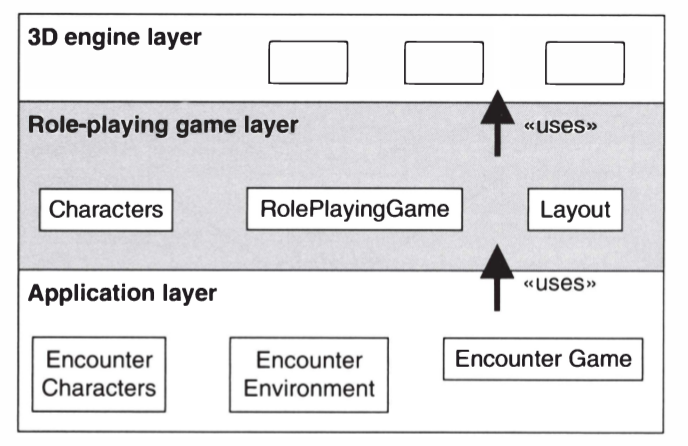 3D engine layer
Role-playing game layer
«uses»
Characters
RolePlayingGame
Layout
Application layer
«uses»
Encounter
Characters
Encounter
Environment
Encounter Game